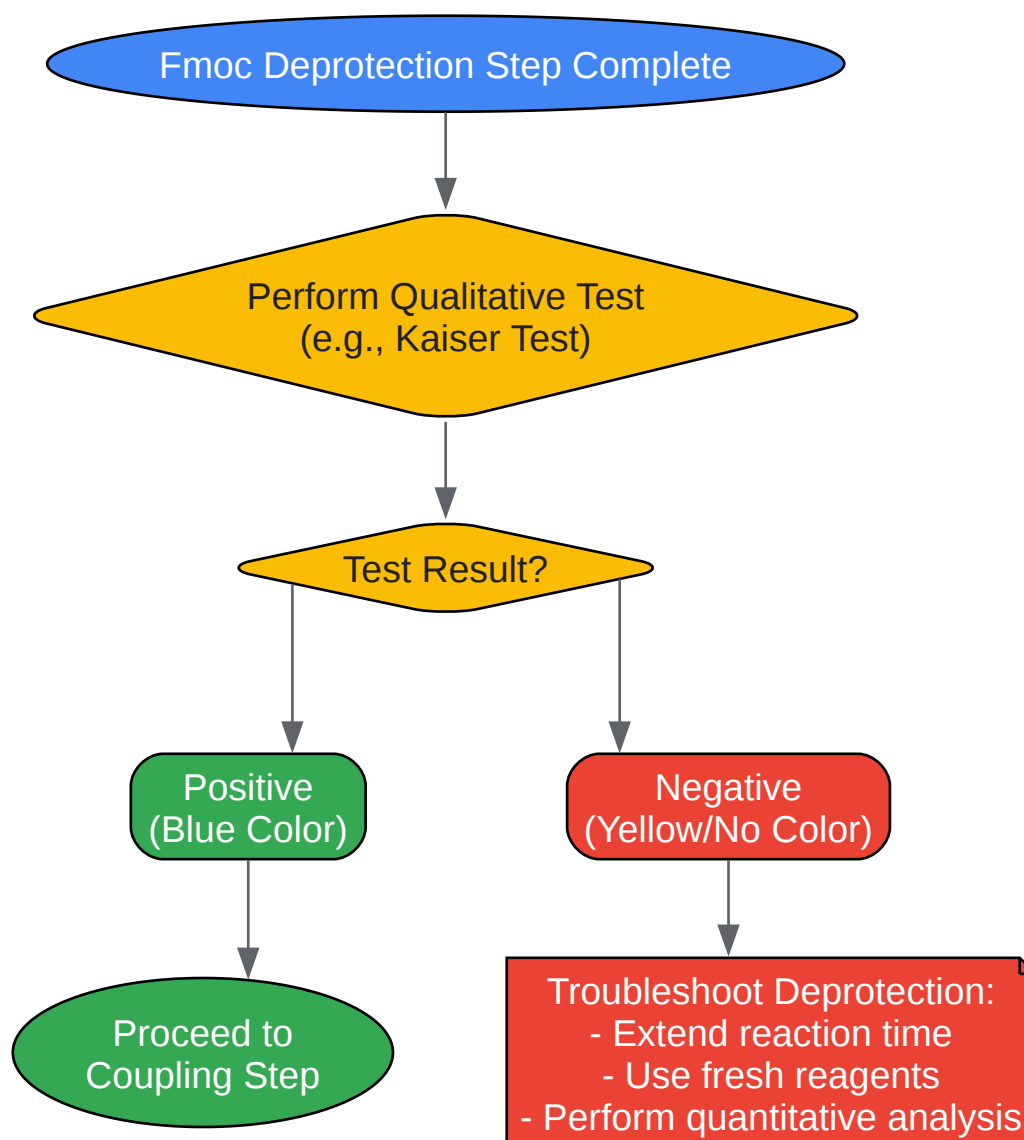 Fmoc Deprotection Step Complete
Perform Qualitative Test
(e.g., Kaiser Test)
Test Result?
Positive
(Blue Color)
Negative
(Yellow/No Color)
Proceed to
Coupling Step
Troubleshoot Deprotection:
- Extend reaction time
- Use fresh reagents
- Perform quantitative analysis